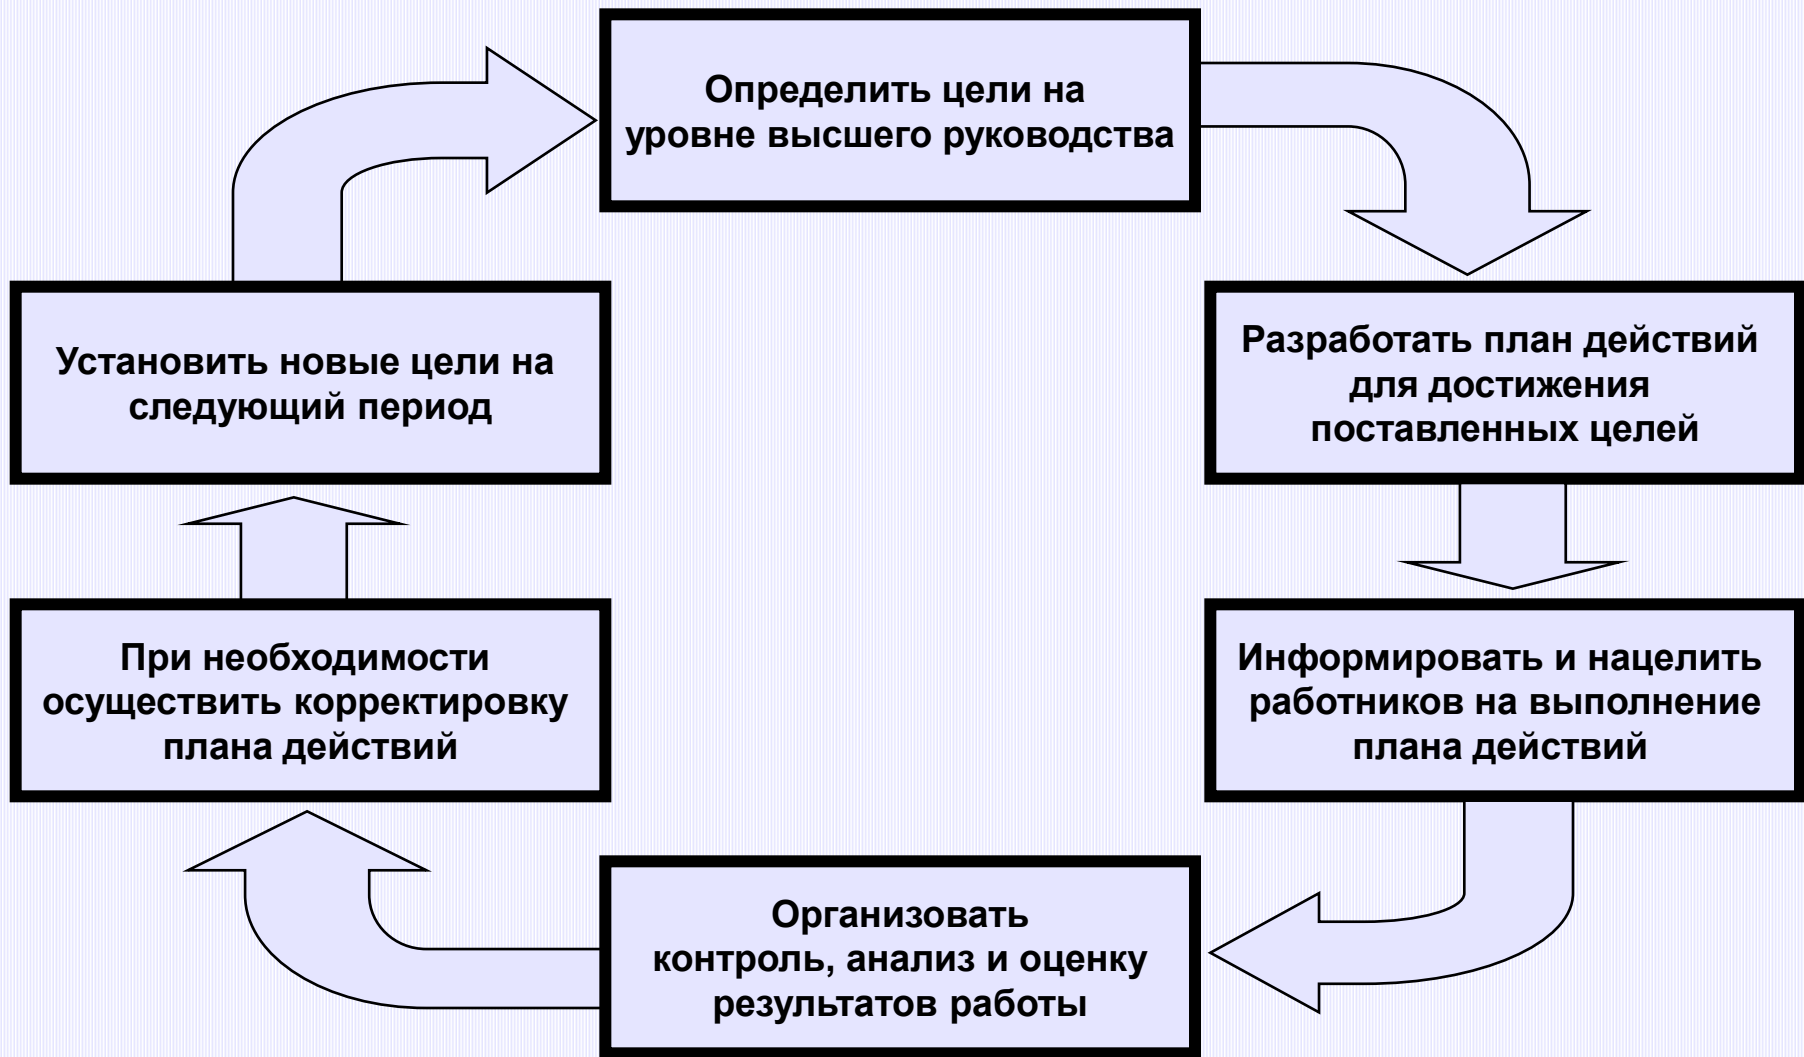 Определить цели на
уровне высшего руководства
Разработать план действий
для достижения
поставленных целей
Информировать и нацелить
работников на выполнение
плана действий
Организовать
контроль, анализ и оценку
результатов работы
При необходимости
осуществить корректировку
плана действий
Установить новые цели на
следующий период